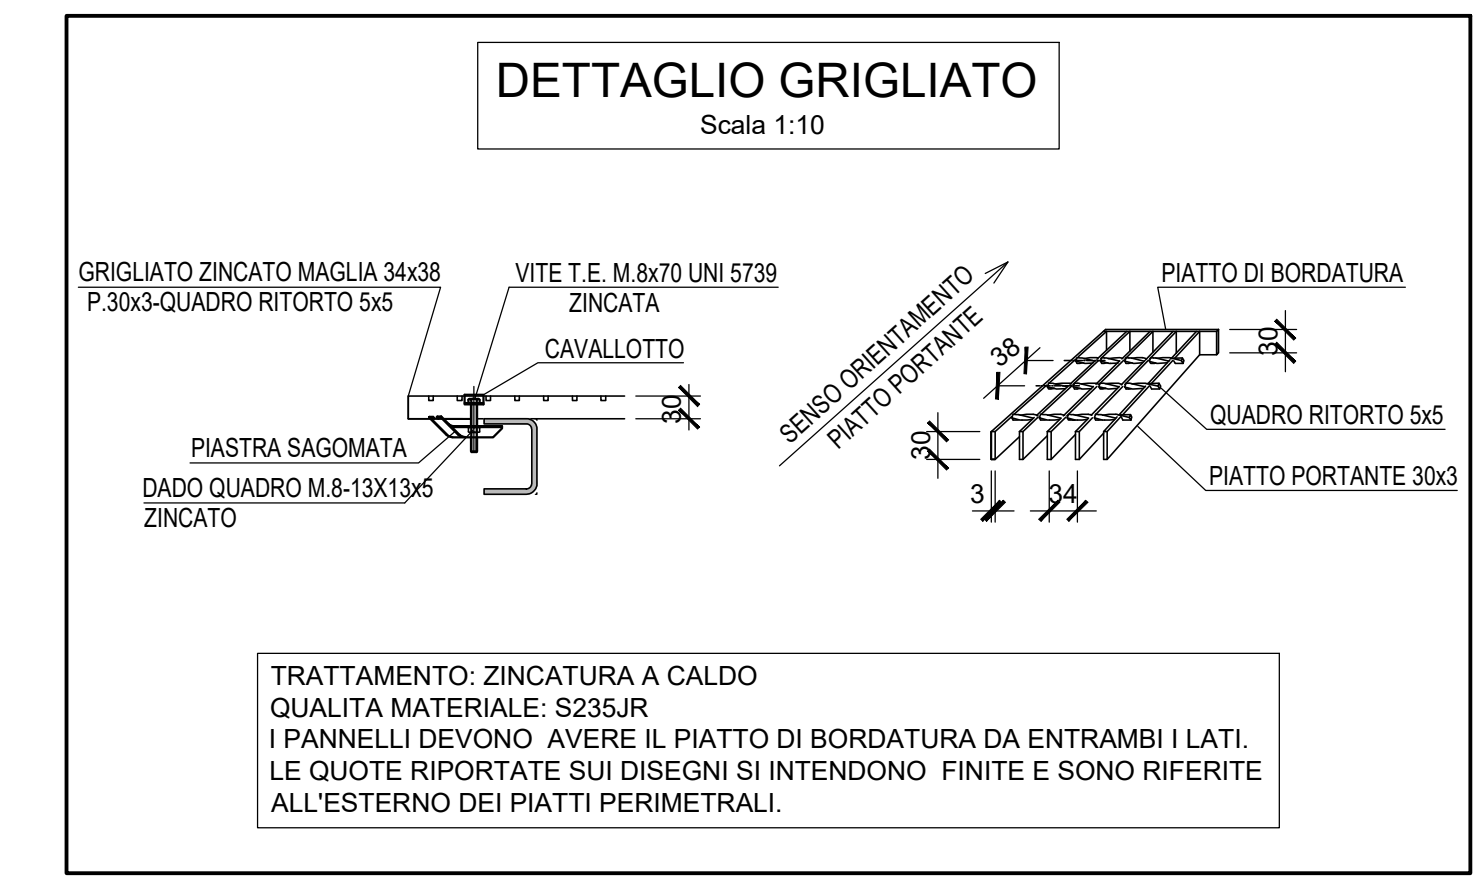 DETTAGLIO GRIGLIATO
Scala 1:10
GRIGLIATO ZINCATO MAGLIA 34x38
P.30x3-QUADRO RITORTO 5x5
VITE T.E. M.8x70 UNI 5739
ZINCATA
CAVALLOTTO
30
PIASTRA SAGOMATA
DADO QUADRO M.8-13X13x5
ZINCATO
SENSO ORIENTAMENTO
PIATTO PORTANTE
PIATTO DI BORDATURA
38
30
QUADRO RITORTO 5x5
30
PIATTO PORTANTE 30x3
3
34
TRATTAMENTO: ZINCATURA A CALDO
QUALITA MATERIALE: S235JR
I PANNELLI DEVONO AVERE IL PIATTO DI BORDATURA DA ENTRAMBI I LATI.
LE QUOTE RIPORTATE SUI DISEGNI SI INTENDONO FINITE E SONO RIFERITE
ALL'ESTERNO DEI PIATTI PERIMETRALI.